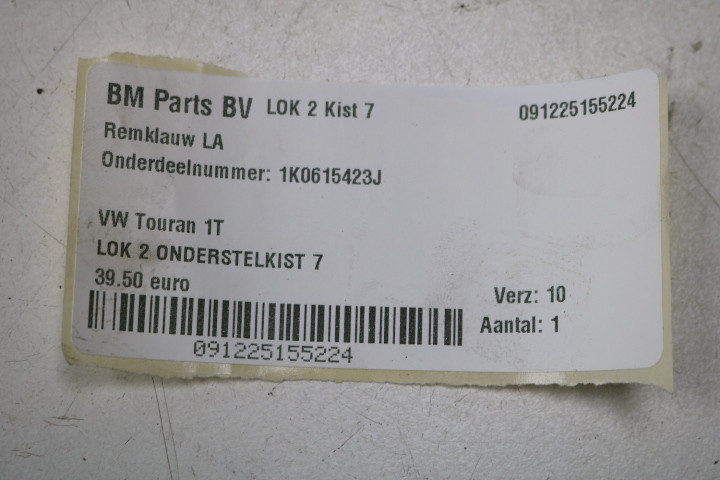 BM Parts BV LOK 2 Kist 7 091225155224
Remklauw LA
Onderdeelnummer: 1K0615423J
VW Touran 1T
LOK 2 ONDERSTELKIST 7
39.50 euro
Verz: 10
Aantal: 1
091225155224